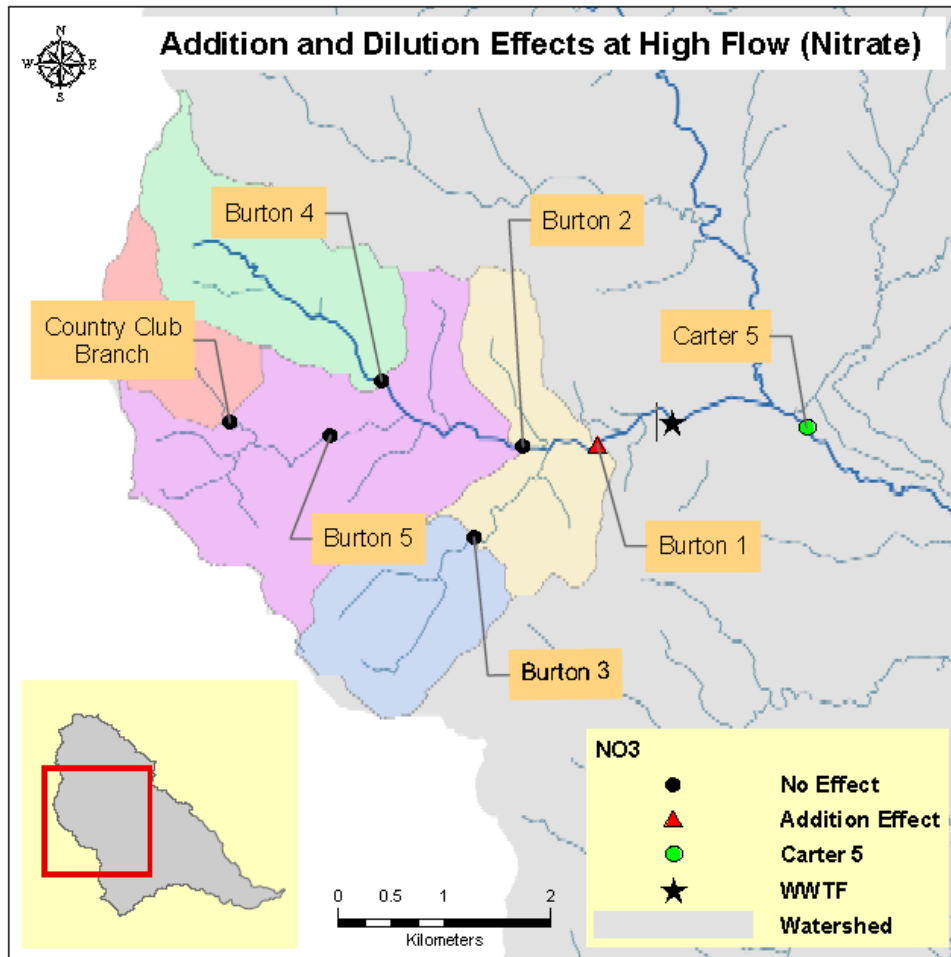 Addition and Dilution Effects at High Flow (Nitrate)
N
W E
S
Burton 4
Burton 2
Country Club
Branch
Carter 5
Burton 5
Burton 1
Burton 3
NO3
No Effect
Addition Effect
Carter 5
WWTF
Watershed
0 0.5 1 2
Kilometers